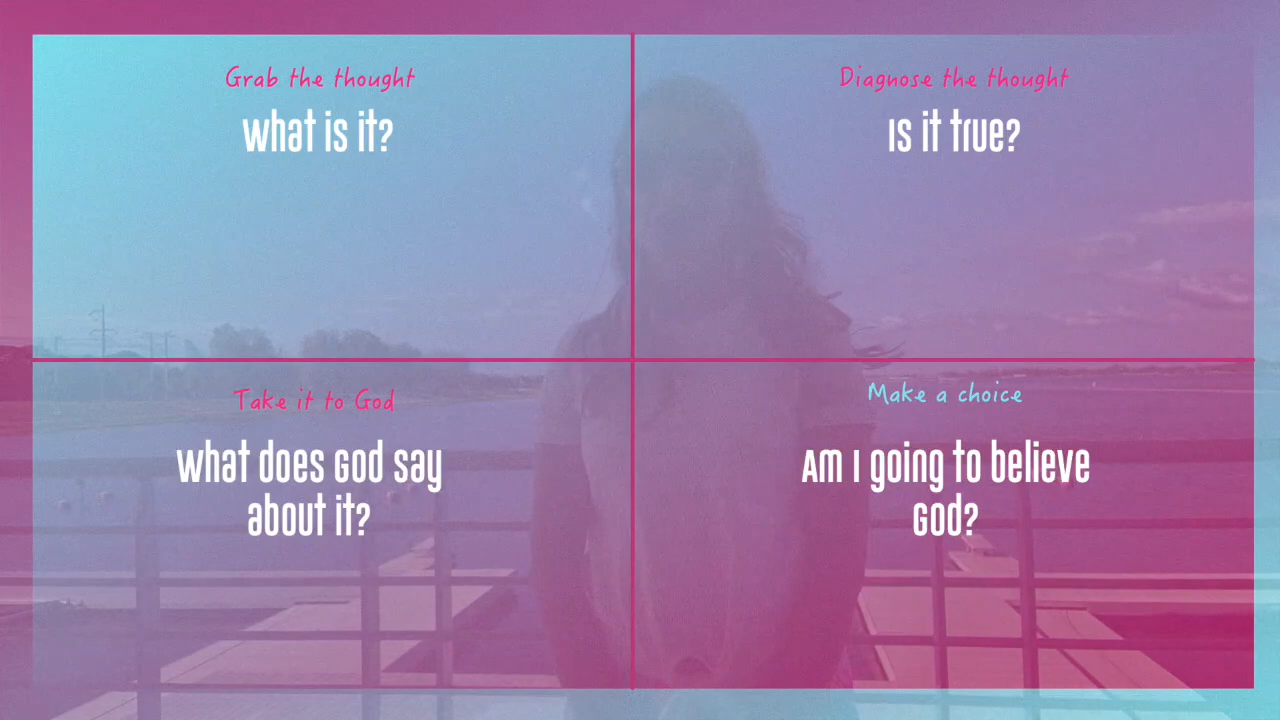 Grab the thought
what is it?
Diagnose the thought
Is it true?
Take it to God
what does God say
about it?
Make a choice
Am I going to believe
God?